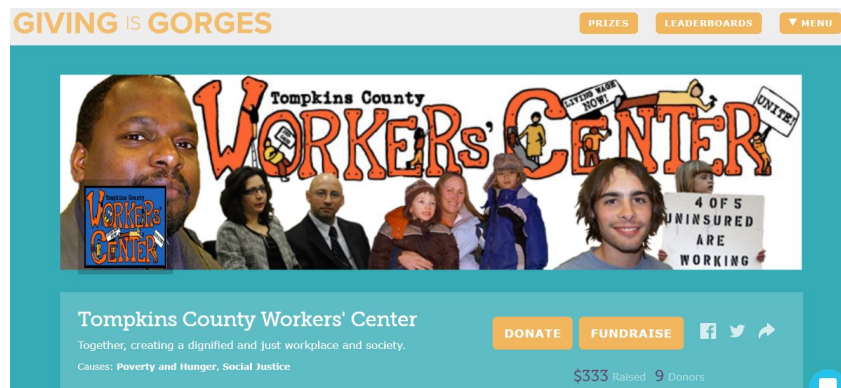 GIVING IS GORGES
PRIZES
LEADERBOARDS
▼ MENU
Tompkins County
WORKERs' CENTER
LIVING WAGE
NOW!
UNITE!
Tompkins County
WORKERs'
CENTER
4 OF 5
UNINSURED
ARE
WORKING
Tompkins County Workers' Center
Together, creating a dignified and just workplace and society.
Causes: Poverty and Hunger, Social Justice
DONATE
FUNDRAISE
$333 Raised 9 Donors